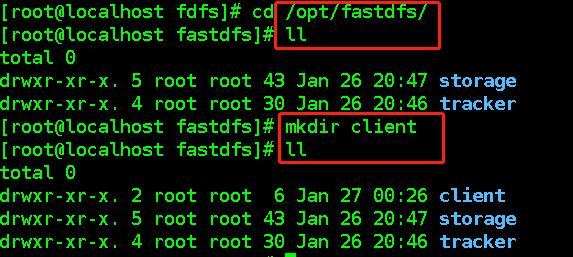 [root@localhost fdfs]# cd /opt/fastdfs/
[root@localhost fastdfs]# ll
total 0
drwxr-xr-x. 5 root root 43 Jan 26 20:47 storage
drwxr-xr-x. 4 root root 30 Jan 26 20:46 tracker
[root@localhost fastdfs]# mkdir client
[root@localhost fastdfs]# ll
total 0
drwxr-xr-x. 2 root root  6 Jan 27 00:26 client
drwxr-xr-x. 5 root root 43 Jan 26 20:47 storage
drwxr-xr-x. 4 root root 30 Jan 26 20:46 tracker